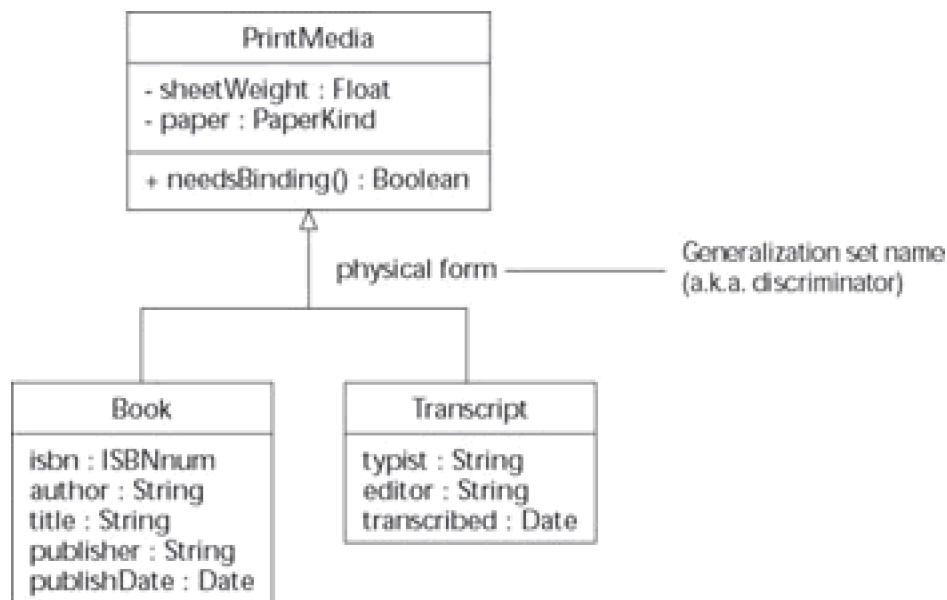 PrintMedia
- sheetWeight : Float
- paper : PaperKind
+ needsBinding() : Boolean
physical form
Generalization set name
(a.k.a. discriminator)
Book
isbn : ISBNnum
author : String
title : String
publisher : String
publishDate : Date
Transcript
typist : String
editor : String
transcribed : Date